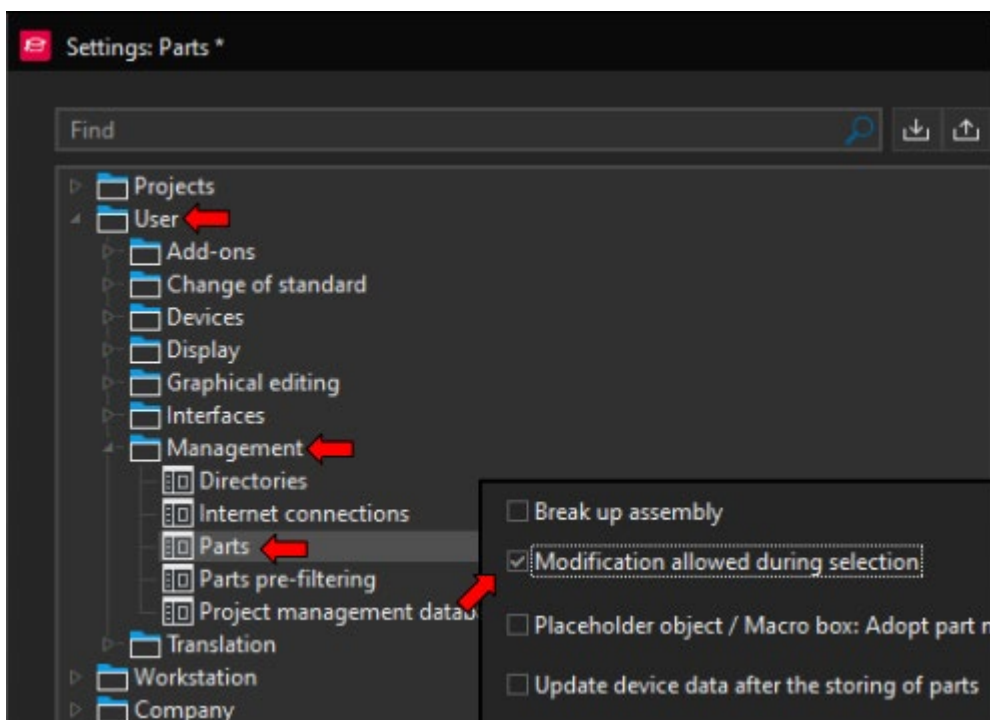 Settings: Parts *
Find
Projects
User
Add-ons
Change of standard
Devices
Display
Graphical editing
Interfaces
Management
Directories
Internet connections
Parts
Parts pre-filtering
Project management datab
Translation
Workstation
Company
Break up assembly
Modification allowed during selection
Placeholder object / Macro box: Adopt part
Update device data after the storing of parts